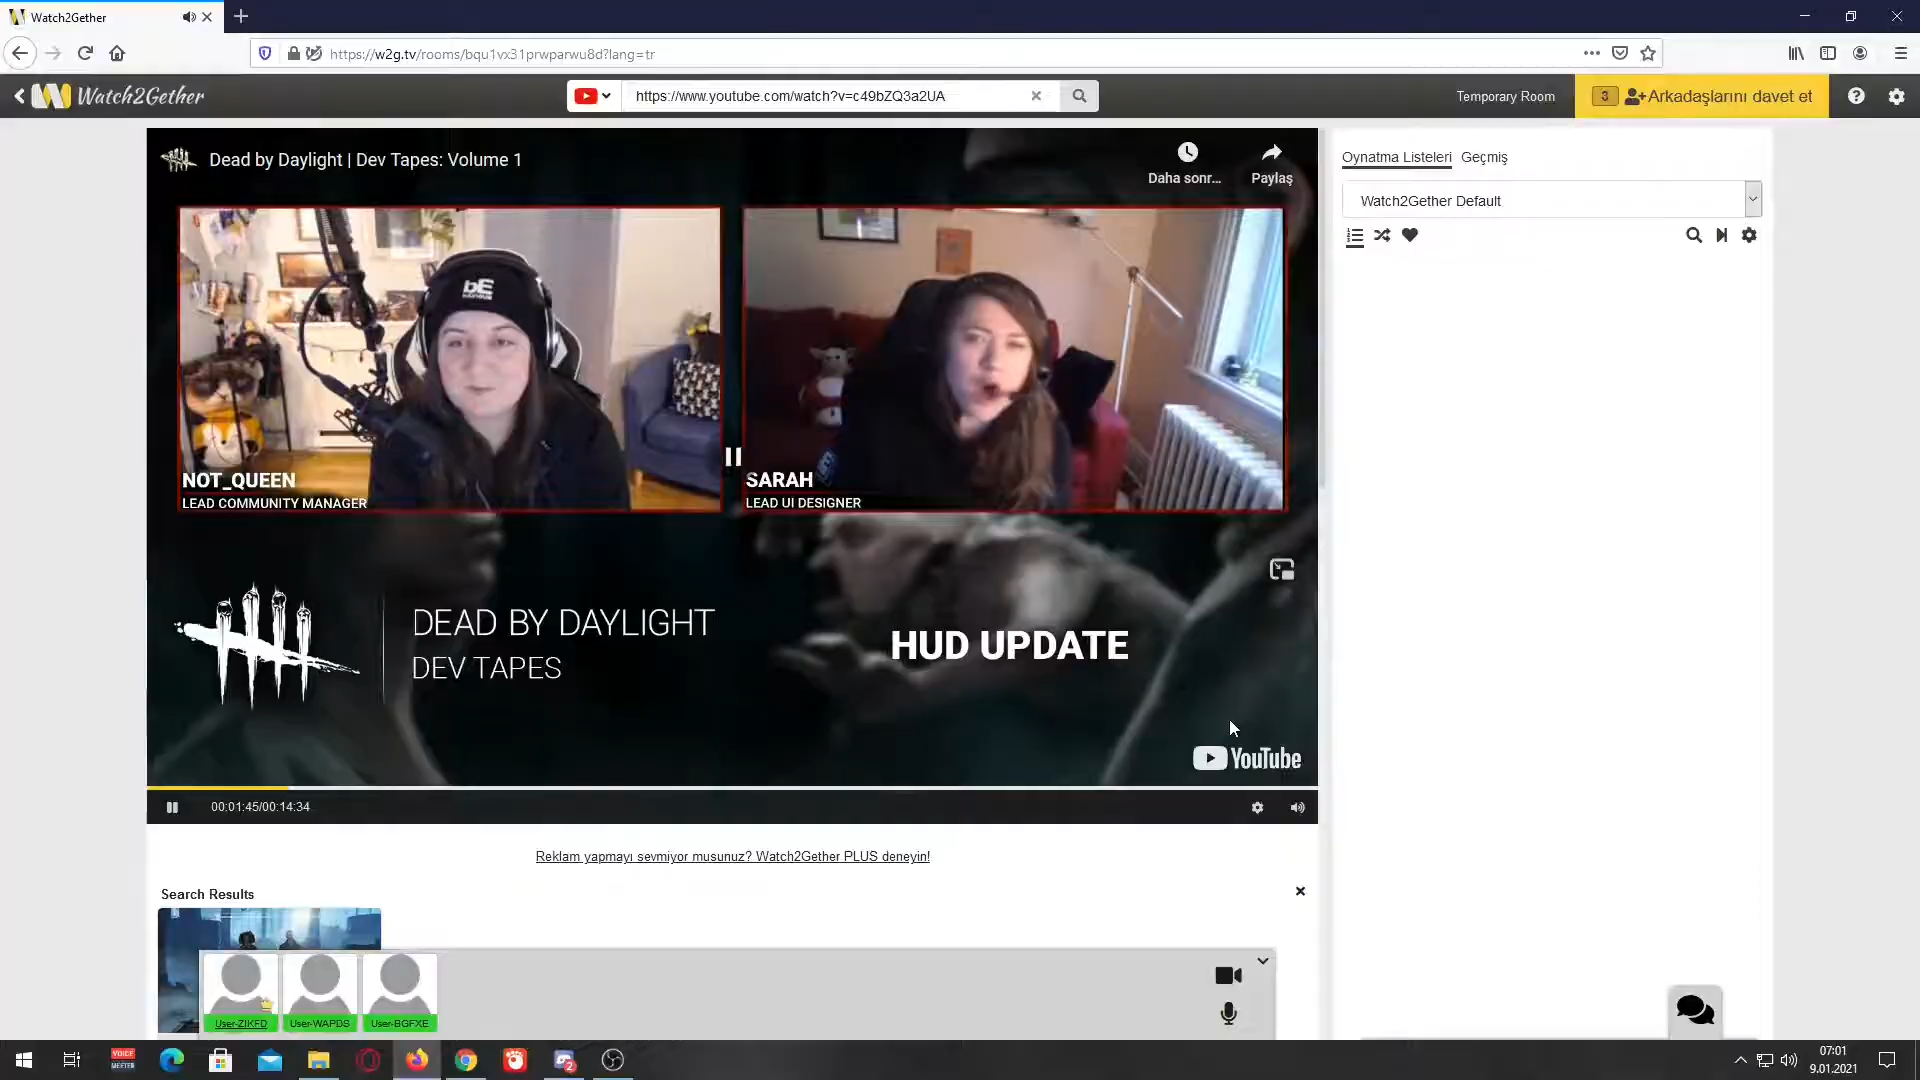 Watch2Gether
https://w2g.tv/rooms/bqu1vx31prwparwu8d?lang=tr
Watch2Gether
https://www.youtube.com/watch?v=c49bZQ3a2UA
Temporary Room
3
Arkadaşlarını davet et
Dead by Daylight | Dev Tapes: Volume 1
Daha sonr...
Paylaş
Oynatma Listeleri
Geçmiş
Watch2Gether Default
bE
NOT_QUEEN
LEAD COMMUNITY MANAGER
SARAH
LEAD UI DESIGNER
DEAD BY DAYLIGHT
DEV TAPES
HUD UPDATE
YouTube
00:01:45/00:14:34
Reklam yapmayı sevmiyor musunuz? Watch2Gether PLUS deneyin!
Search Results
User-ZIKFD
User-WAPDS
User-BGFXE
VOICE
MEETER
2
07:01
9.01.2021